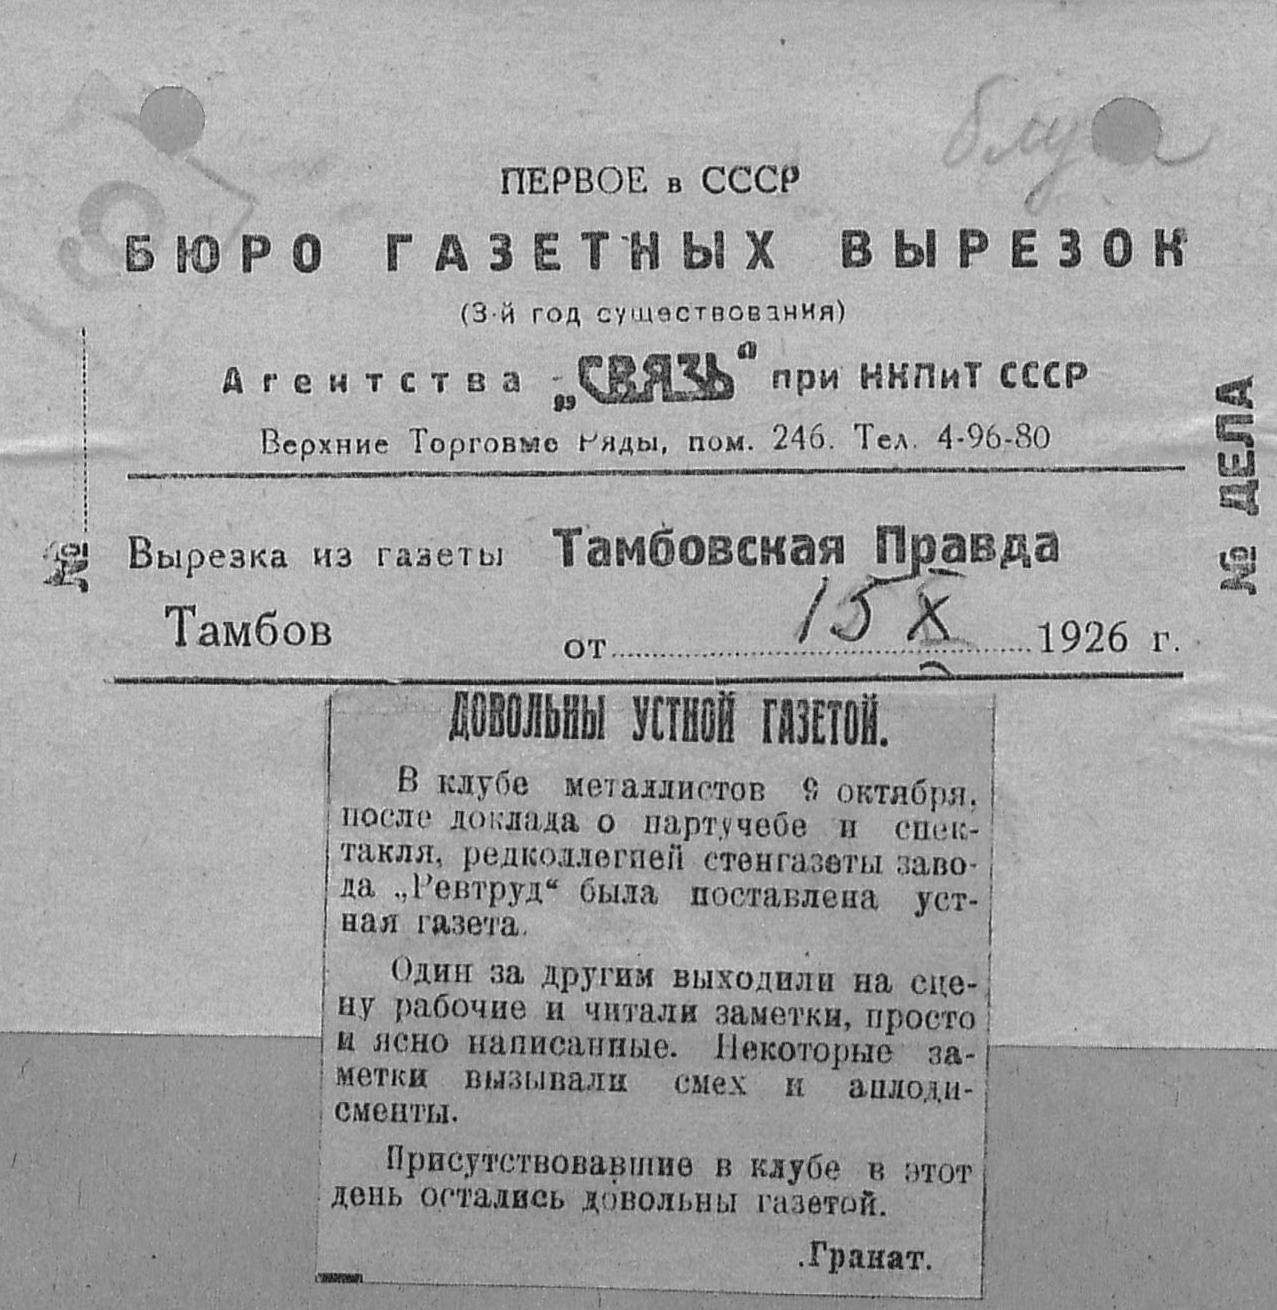 ПЕРВОЕ в СССР
БЮРО ГАЗЕТНЫХ ВЫРЕЗОК
(3-й год существования)
Агентства „СВЯЗЬ“ при НКПиТ СССР
Верхние Торговые Ряды, пом. 246. Тел. 4-96-80
№
№ ДЕЛА
Вырезка из газеты Тамбовская Правда
Тамбов от 15 X 1926 г.
ДОВОЛЬНЫ УСТНОЙ ГАЗЕТОЙ.
В клубе металлистов 9 октября,
после доклада о партучебе и спек-
такля, редколлегией стенгазеты заво-
да „Ревтруд“ была поставлена уст-
ная газета.
Один за другим выходили на сце-
ну рабочие и читали заметки, просто
и ясно написанные. Некоторые за-
метки вызывали смех и аплоди-
сменты.
Присутствовавшие в клубе в этот
день остались довольны газетой.
Гранат.